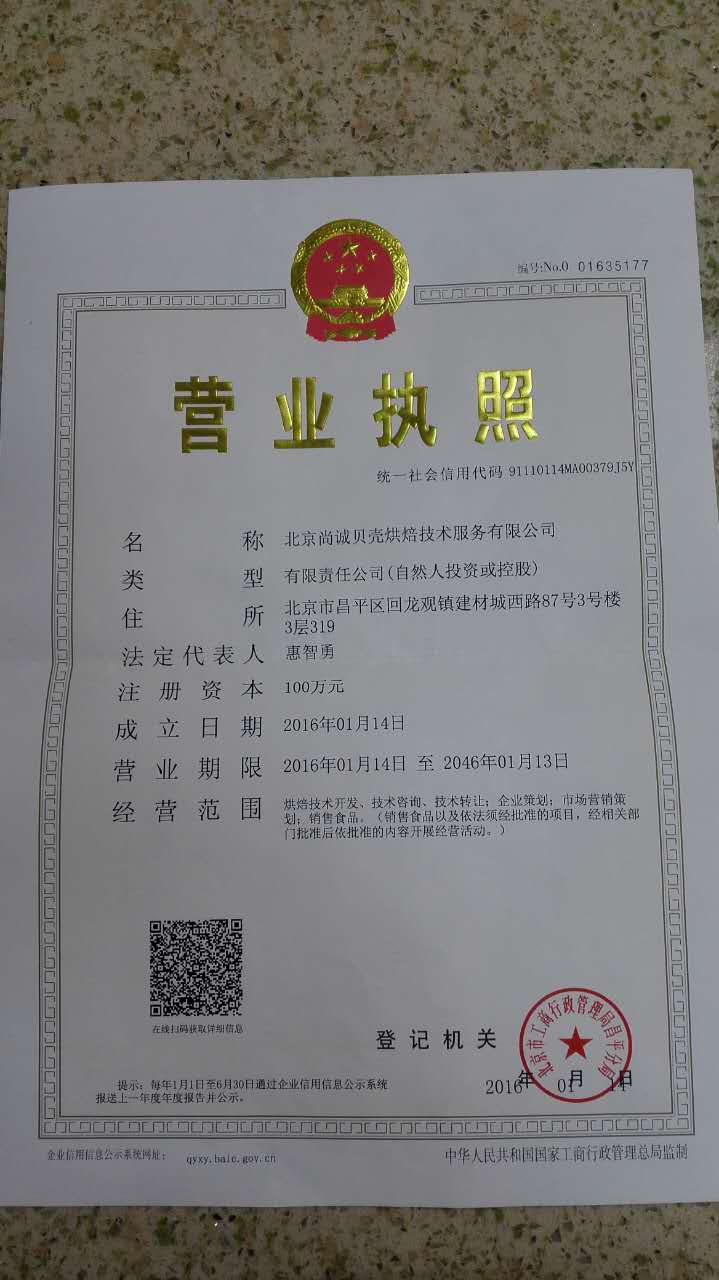 编号:No.0 01635177
营业执照
统一社会信用代码 91110114MA00379J5Y
名称 北京尚诚贝壳烘焙技术服务有限公司
类型 有限责任公司(自然人投资或控股)
住所 北京市昌平区回龙观镇建材城西路87号3号楼
3层319
法定代表人 惠智勇
注册资本 100万元
成立日期 2016年01月14日
营业期限 2016年01月14日 至 2046年01月13日
经营范围 烘焙技术开发、技术咨询、技术转让；企业策划；市场营销策
划；销售食品。（销售食品以及依法须经批准的项目，经相关部
门批准后依批准的内容开展经营活动。）
在线扫码获取详细信息
登记机关
北京市工商行政管理局昌平分局
2016年 01月 14日
提示：每年1月1日至6月30日通过企业信用信息公示系统
报送上一年度年度报告并公示。
企业信用信息公示系统网址： qyxy.baic.gov.cn
中华人民共和国国家工商行政管理总局监制